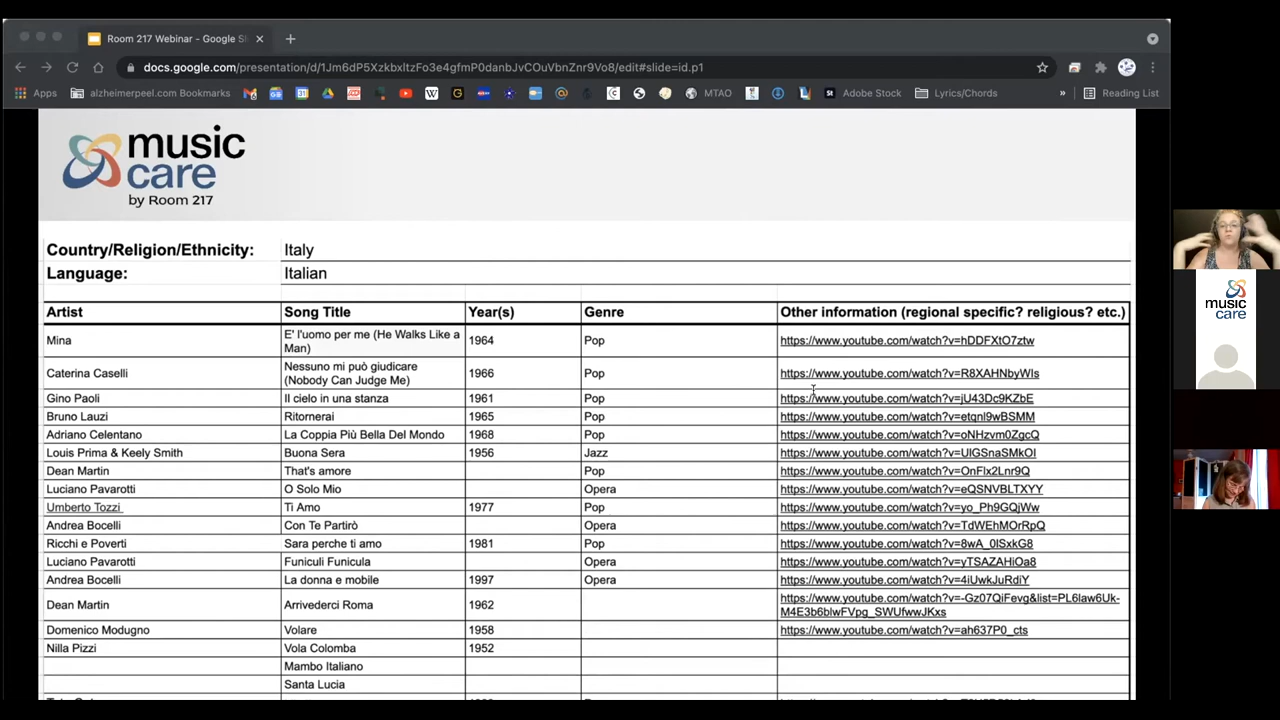 Room 217 Webinar - Google Sl
docs.google.com/presentation/d/1Jm6dP5XzkbxItzFo3e4gfmP0danbJvCOuVbnZnr9Vo8/edit#slide=id.p1
Apps alzheimerpeel.com Bookmarks MTAO Adobe Stock Lyrics/Chords » Reading List
music
care
by Room 217
Country/Religion/Ethnicity: Italy
Language: Italian
Artist Song Title Year(s) Genre Other information (regional specific? religious? etc.)
Mina E' l'uomo per me (He Walks Like a Man) 1964 Pop https://www.youtube.com/watch?v=hDDFXtO7ztw
Caterina Caselli Nessuno mi può giudicare (Nobody Can Judge Me) 1966 Pop https://www.youtube.com/watch?v=R8XAHNbyWIs
Gino Paoli Il cielo in una stanza 1961 Pop https://www.youtube.com/watch?v=jU43Dc9KZbE
Bruno Lauzi Ritornerai 1965 Pop https://www.youtube.com/watch?v=etqnl9wBSMM
Adriano Celentano La Coppia Più Bella Del Mondo 1968 Pop https://www.youtube.com/watch?v=oNHzvm0ZgcQ
Louis Prima & Keely Smith Buona Sera 1956 Jazz https://www.youtube.com/watch?v=UlGSnaSMkOI
Dean Martin That's amore Pop https://www.youtube.com/watch?v=OnFlx2Lnr9Q
Luciano Pavarotti O Solo Mio Opera https://www.youtube.com/watch?v=eQSNVBLTXYY
Umberto Tozzi Ti Amo 1977 Pop https://www.youtube.com/watch?v=yo_Ph9GQjWw
Andrea Bocelli Con Te Partirò Opera https://www.youtube.com/watch?v=TdWEhMOrRpQ
Ricchi e Poverti Sara perche ti amo 1981 Pop https://www.youtube.com/watch?v=8wA_0lSxkG8
Luciano Pavarotti Funiculi Funicula Opera https://www.youtube.com/watch?v=yTSAZAHiOa8
Andrea Bocelli La donna e mobile 1997 Opera https://www.youtube.com/watch?v=4iUwkJuRdiY
Dean Martin Arrivederci Roma 1962 https://www.youtube.com/watch?v=-Gz07QiFevg&list=PL6law6Uk-
M4E3b6blwFVpg_SWUfwwJKxs
Domenico Modugno Volare 1958 https://www.youtube.com/watch?v=ah637P0_cts
Nilla Pizzi Vola Colomba 1952
Mambo Italiano
Santa Lucia
music
care